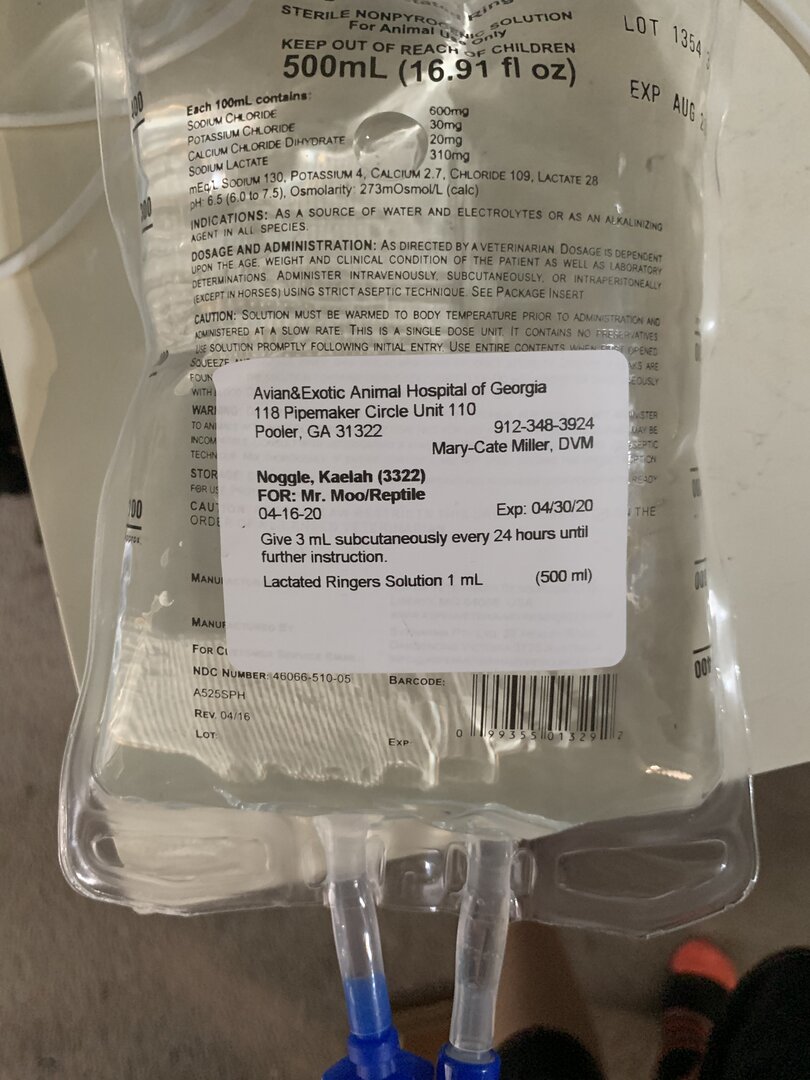 STERILE NONPYROGENIC SOLUTION
For Animal Use Only
KEEP OUT OF REACH OF CHILDREN
500mL (16.91 fl oz)
LOT 1354
EXP AUG
Each 100mL contains:
SODIUM CHLORIDE 600mg
POTASSIUM CHLORIDE 30mg
CALCIUM CHLORIDE DIHYDRATE 20mg
SODIUM LACTATE 310mg
mEq/L SODIUM 130, POTASSIUM 4, CALCIUM 2.7, CHLORIDE 109, LACTATE 28
pH: 6.5 (6.0 to 7.5), Osmolarity: 273mOsmol/L (calc)
INDICATIONS: AS A SOURCE OF WATER AND ELECTROLYTES OR AS AN ALKALINIZING
AGENT IN ALL SPECIES.
DOSAGE AND ADMINISTRATION: AS DIRECTED BY A VETERINARIAN. DOSAGE IS DEPENDENT
UPON THE AGE, WEIGHT AND CLINICAL CONDITION OF THE PATIENT AS WELL AS LABORATORY
DETERMINATIONS. ADMINISTER INTRAVENOUSLY, SUBCUTANEOUSLY, OR INTRAPERITONEALLY
(EXCEPT IN HORSES) USING STRICT ASEPTIC TECHNIQUE. SEE PACKAGE INSERT
CAUTION: SOLUTION MUST BE WARMED TO BODY TEMPERATURE PRIOR TO ADMINISTRATION AND
ADMINISTERED AT A SLOW RATE. THIS IS A SINGLE DOSE UNIT. IT CONTAINS NO PRESERVATIVES
USE SOLUTION PROMPTLY FOLLOWING INITIAL ENTRY. USE ENTIRE CONTENTS WHEN FIRST OPENED
SQUEEZE
Avian&Exotic Animal Hospital of Georgia
118 Pipemaker Circle Unit 110
Pooler, GA 31322 912-348-3924
Mary-Cate Miller, DVM
Noggle, Kaelah (3322)
FOR: Mr. Moo/Reptile
04-16-20 Exp: 04/30/20
Give 3 mL subcutaneously every 24 hours until
further instruction.
Lactated Ringers Solution 1 mL (500 ml)
NDC NUMBER: 46066-510-05
A525SPH
REV. 04/16
LOT:
BARCODE:
EXP:
0 99355 01329 2